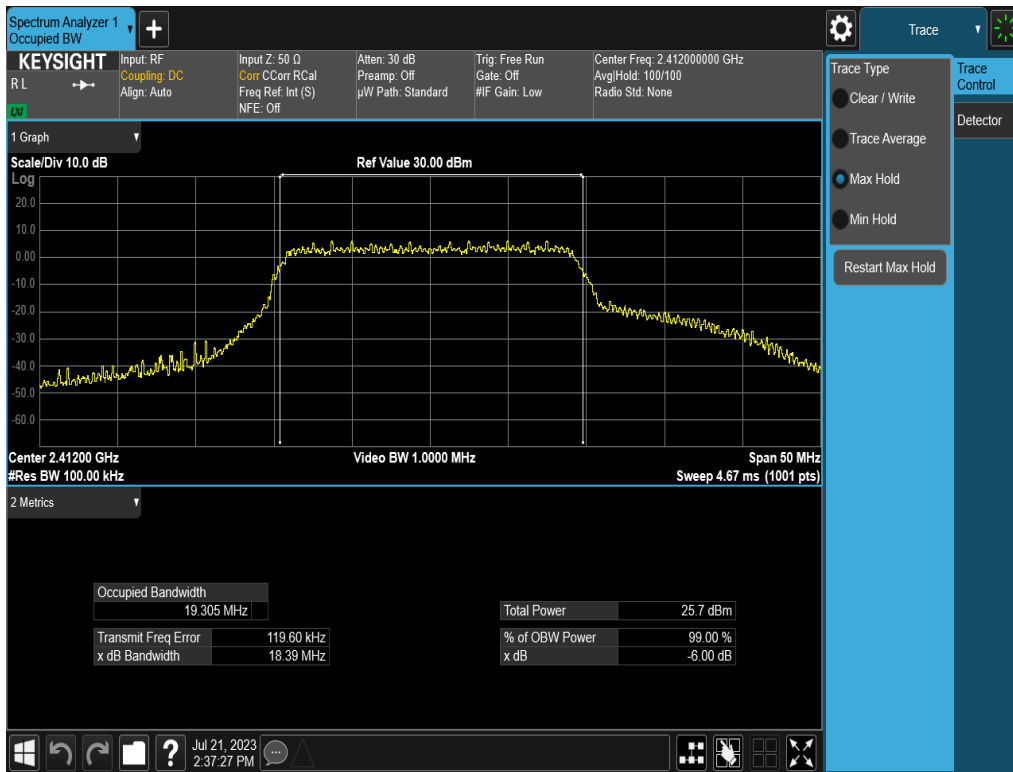 Spectrum Analyzer 1
Occupied BW
Trace
KEYSIGHT
R L
LXI
Input: RF
Coupling: DC
Align: Auto
Input Z: 50 Ω
Corr CCorr RCal
Freq Ref: Int (S)
NFE: Off
Atten: 30 dB
Preamp: Off
µW Path: Standard
Trig: Free Run
Gate: Off
#IF Gain: Low
Center Freq: 2.412000000 GHz
Avg|Hold: 100/100
Radio Std: None
Trace Type
Clear / Write
Trace Average
Max Hold
Min Hold
Restart Max Hold
Trace
Control
Detector
1 Graph
Scale/Div 10.0 dB
Ref Value 30.00 dBm
Log
20.0
10.0
0.00
-10.0
-20.0
-30.0
-40.0
-50.0
-60.0
Center 2.41200 GHz
Video BW 1.0000 MHz
Span 50 MHz
#Res BW 100.00 kHz
Sweep 4.67 ms (1001 pts)
2 Metrics
Occupied Bandwidth
19.305 MHz
Total Power 25.7 dBm
Transmit Freq Error 119.60 kHz
% of OBW Power 99.00 %
x dB Bandwidth 18.39 MHz
x dB -6.00 dB
?
Jul 21, 2023
2:37:27 PM